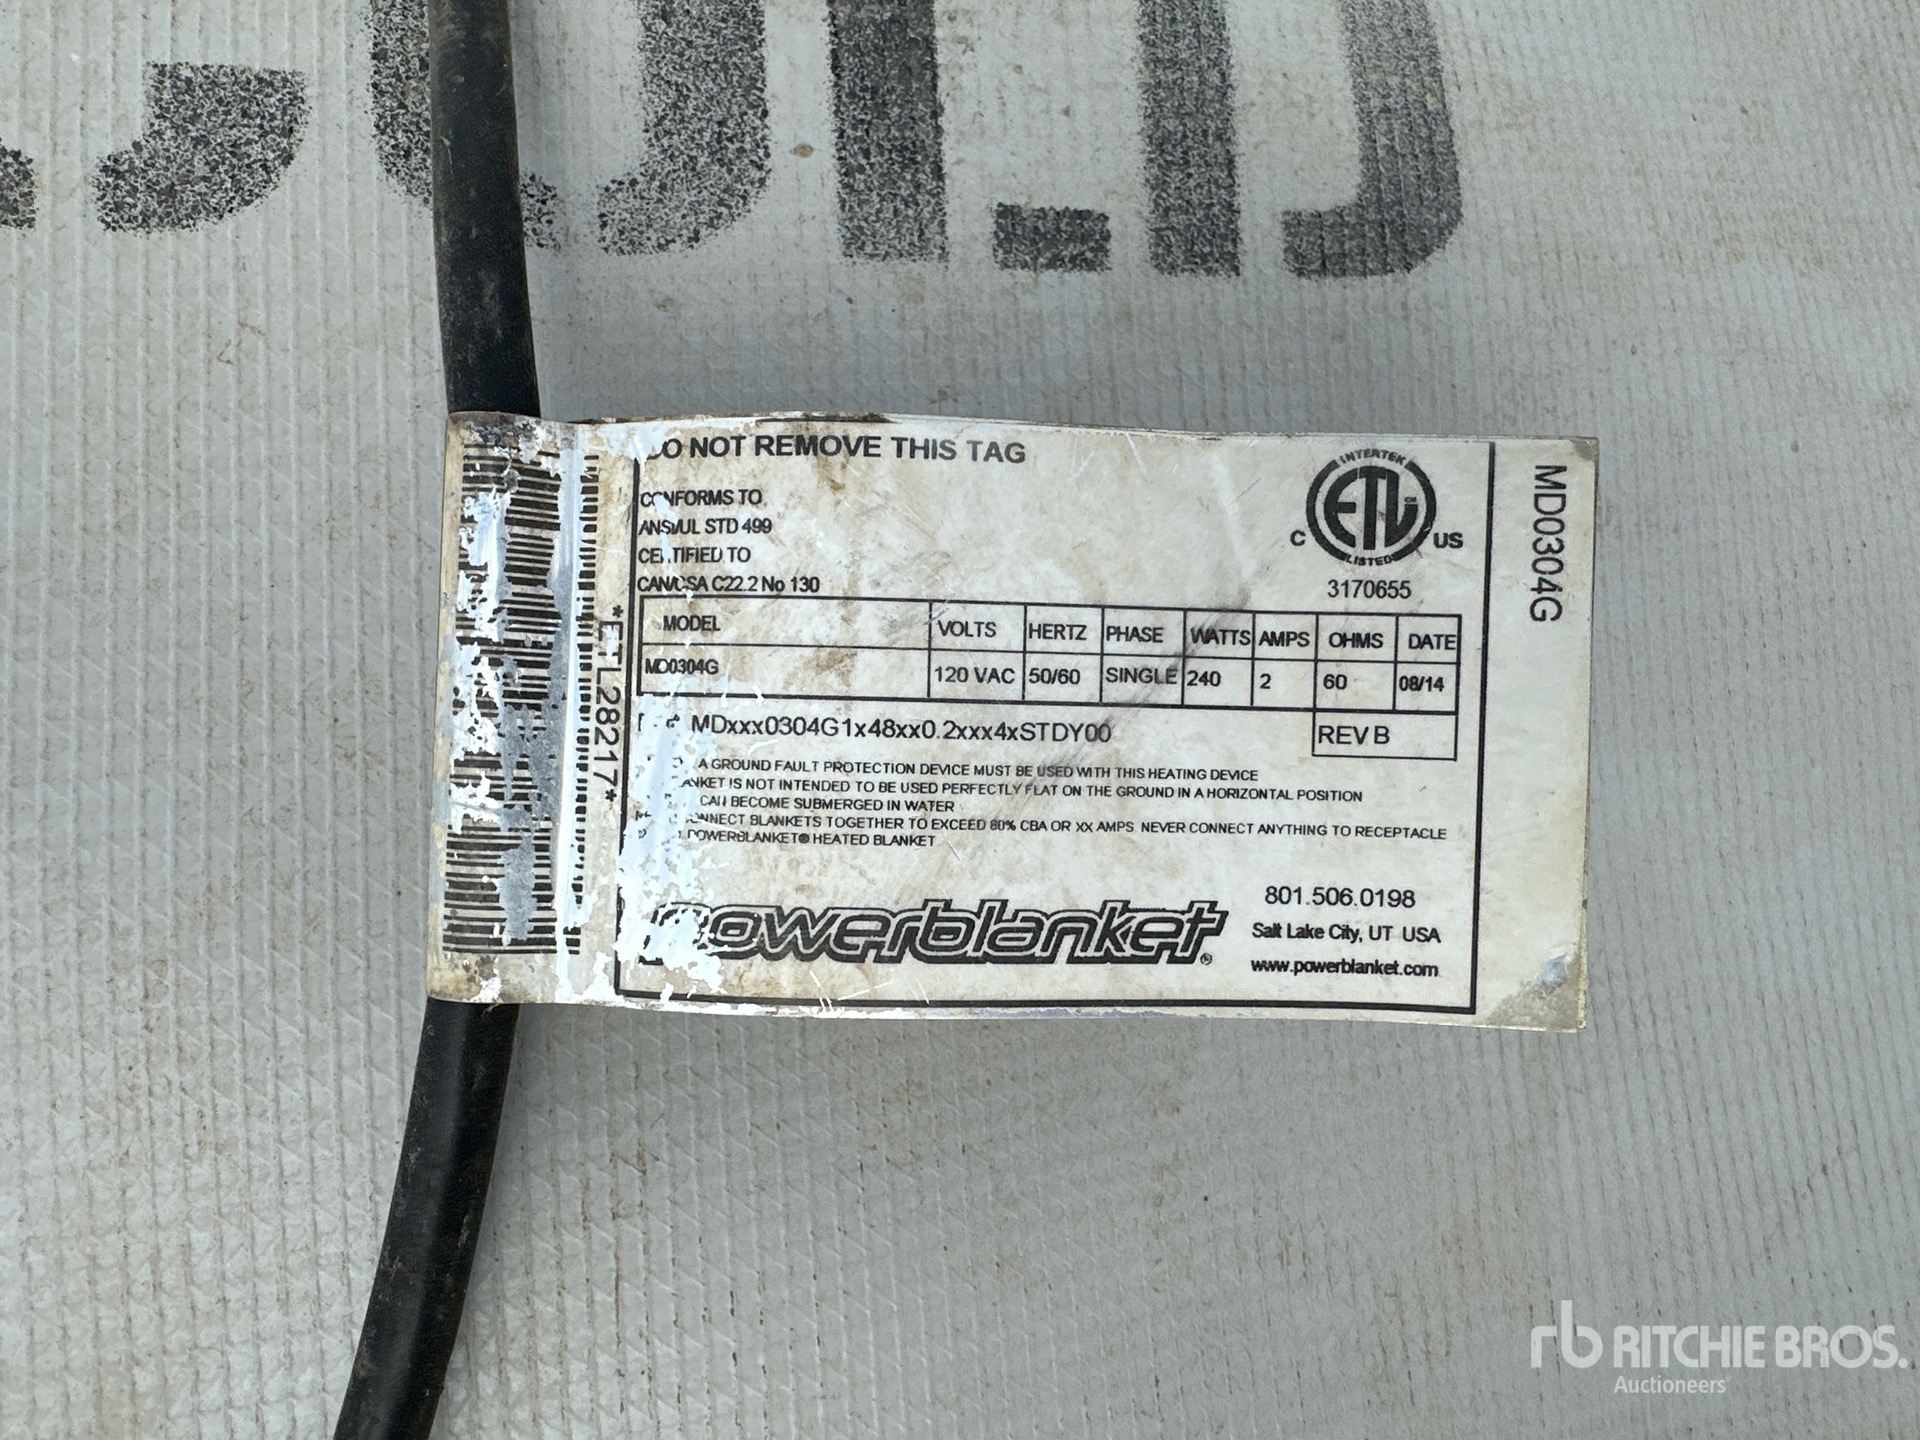 DO NOT REMOVE THIS TAG
CONFORMS TO
ANSI/UL STD 499
CERTIFIED TO
CAN/CSA C22.2 No 130
INTERTEK
ETL
C US
LISTED
3170655
MODEL VOLTS HERTZ PHASE WATTS AMPS OHMS DATE
MD0304G 120 VAC 50/60 SINGLE 240 2 60 08/14
MDxxx0304G1x48xx0.2xxx4xSTDY00
REV B
A GROUND FAULT PROTECTION DEVICE MUST BE USED WITH THIS HEATING DEVICE
BLANKET IS NOT INTENDED TO BE USED PERFECTLY FLAT ON THE GROUND IN A HORIZONTAL POSITION
CAN BECOME SUBMERGED IN WATER
CONNECT BLANKETS TOGETHER TO EXCEED 80% CBA OR XX AMPS. NEVER CONNECT ANYTHING TO RECEPTACLE
POWERBLANKET® HEATED BLANKET
powerblanket®
801.506.0198
Salt Lake City, UT USA
www.powerblanket.com
*ETL28217*
MD0304G
rb RITCHIE BROS.
Auctioneers